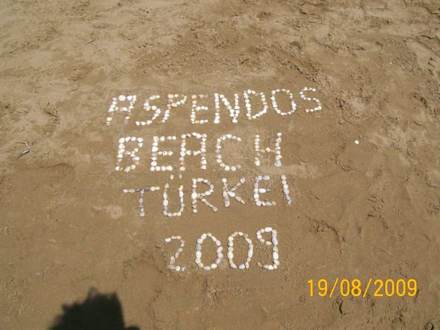 ASPENDOS
BEACH
TÜRKEI
2009
19/08/2009